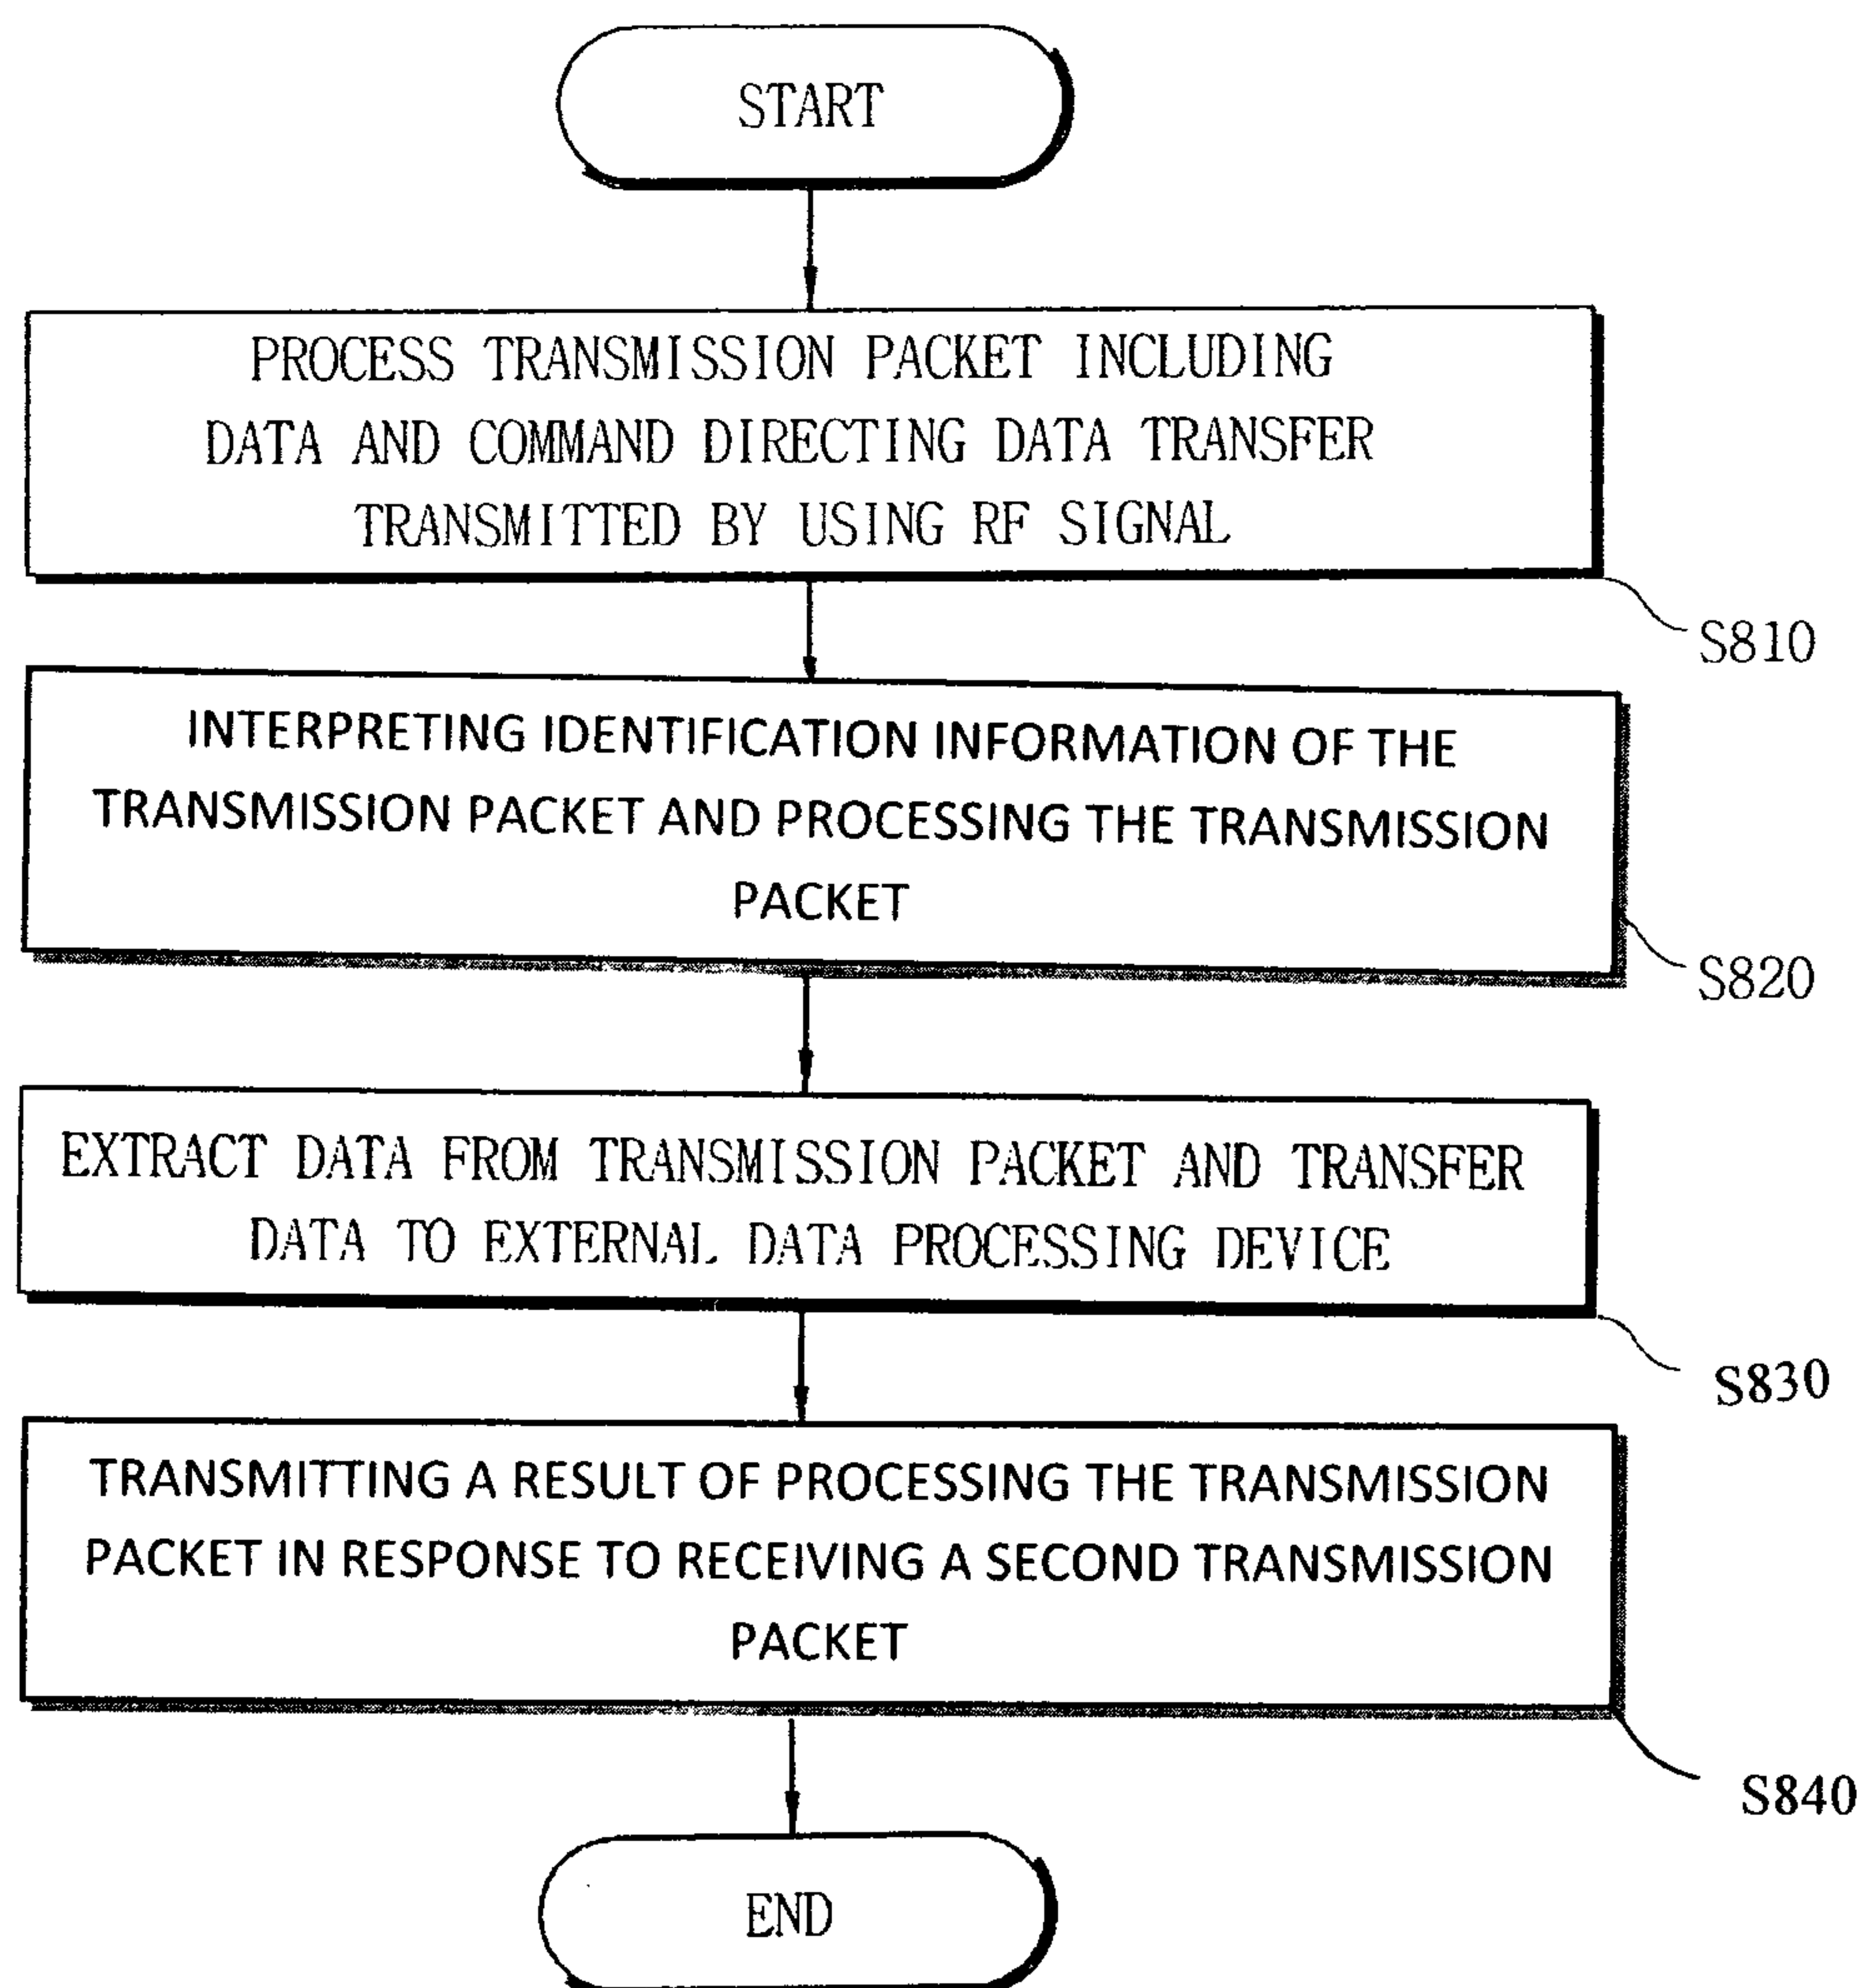 START
PROCESS TRANSMISSION PACKET INCLUDING
DATA AND COMMAND DIRECTING DATA TRANSFER
TRANSMITTED BY USING RF SIGNAL
S810
INTERPRETING IDENTIFICATION INFORMATION OF THE
TRANSMISSION PACKET AND PROCESSING THE TRANSMISSION
PACKET
S820
EXTRACT DATA FROM TRANSMISSION PACKET AND TRANSFER
DATA TO EXTERNAL DATA PROCESSING DEVICE
S830
TRANSMITTING A RESULT OF PROCESSING THE TRANSMISSION
PACKET IN RESPONSE TO RECEIVING A SECOND TRANSMISSION
PACKET
S840
END